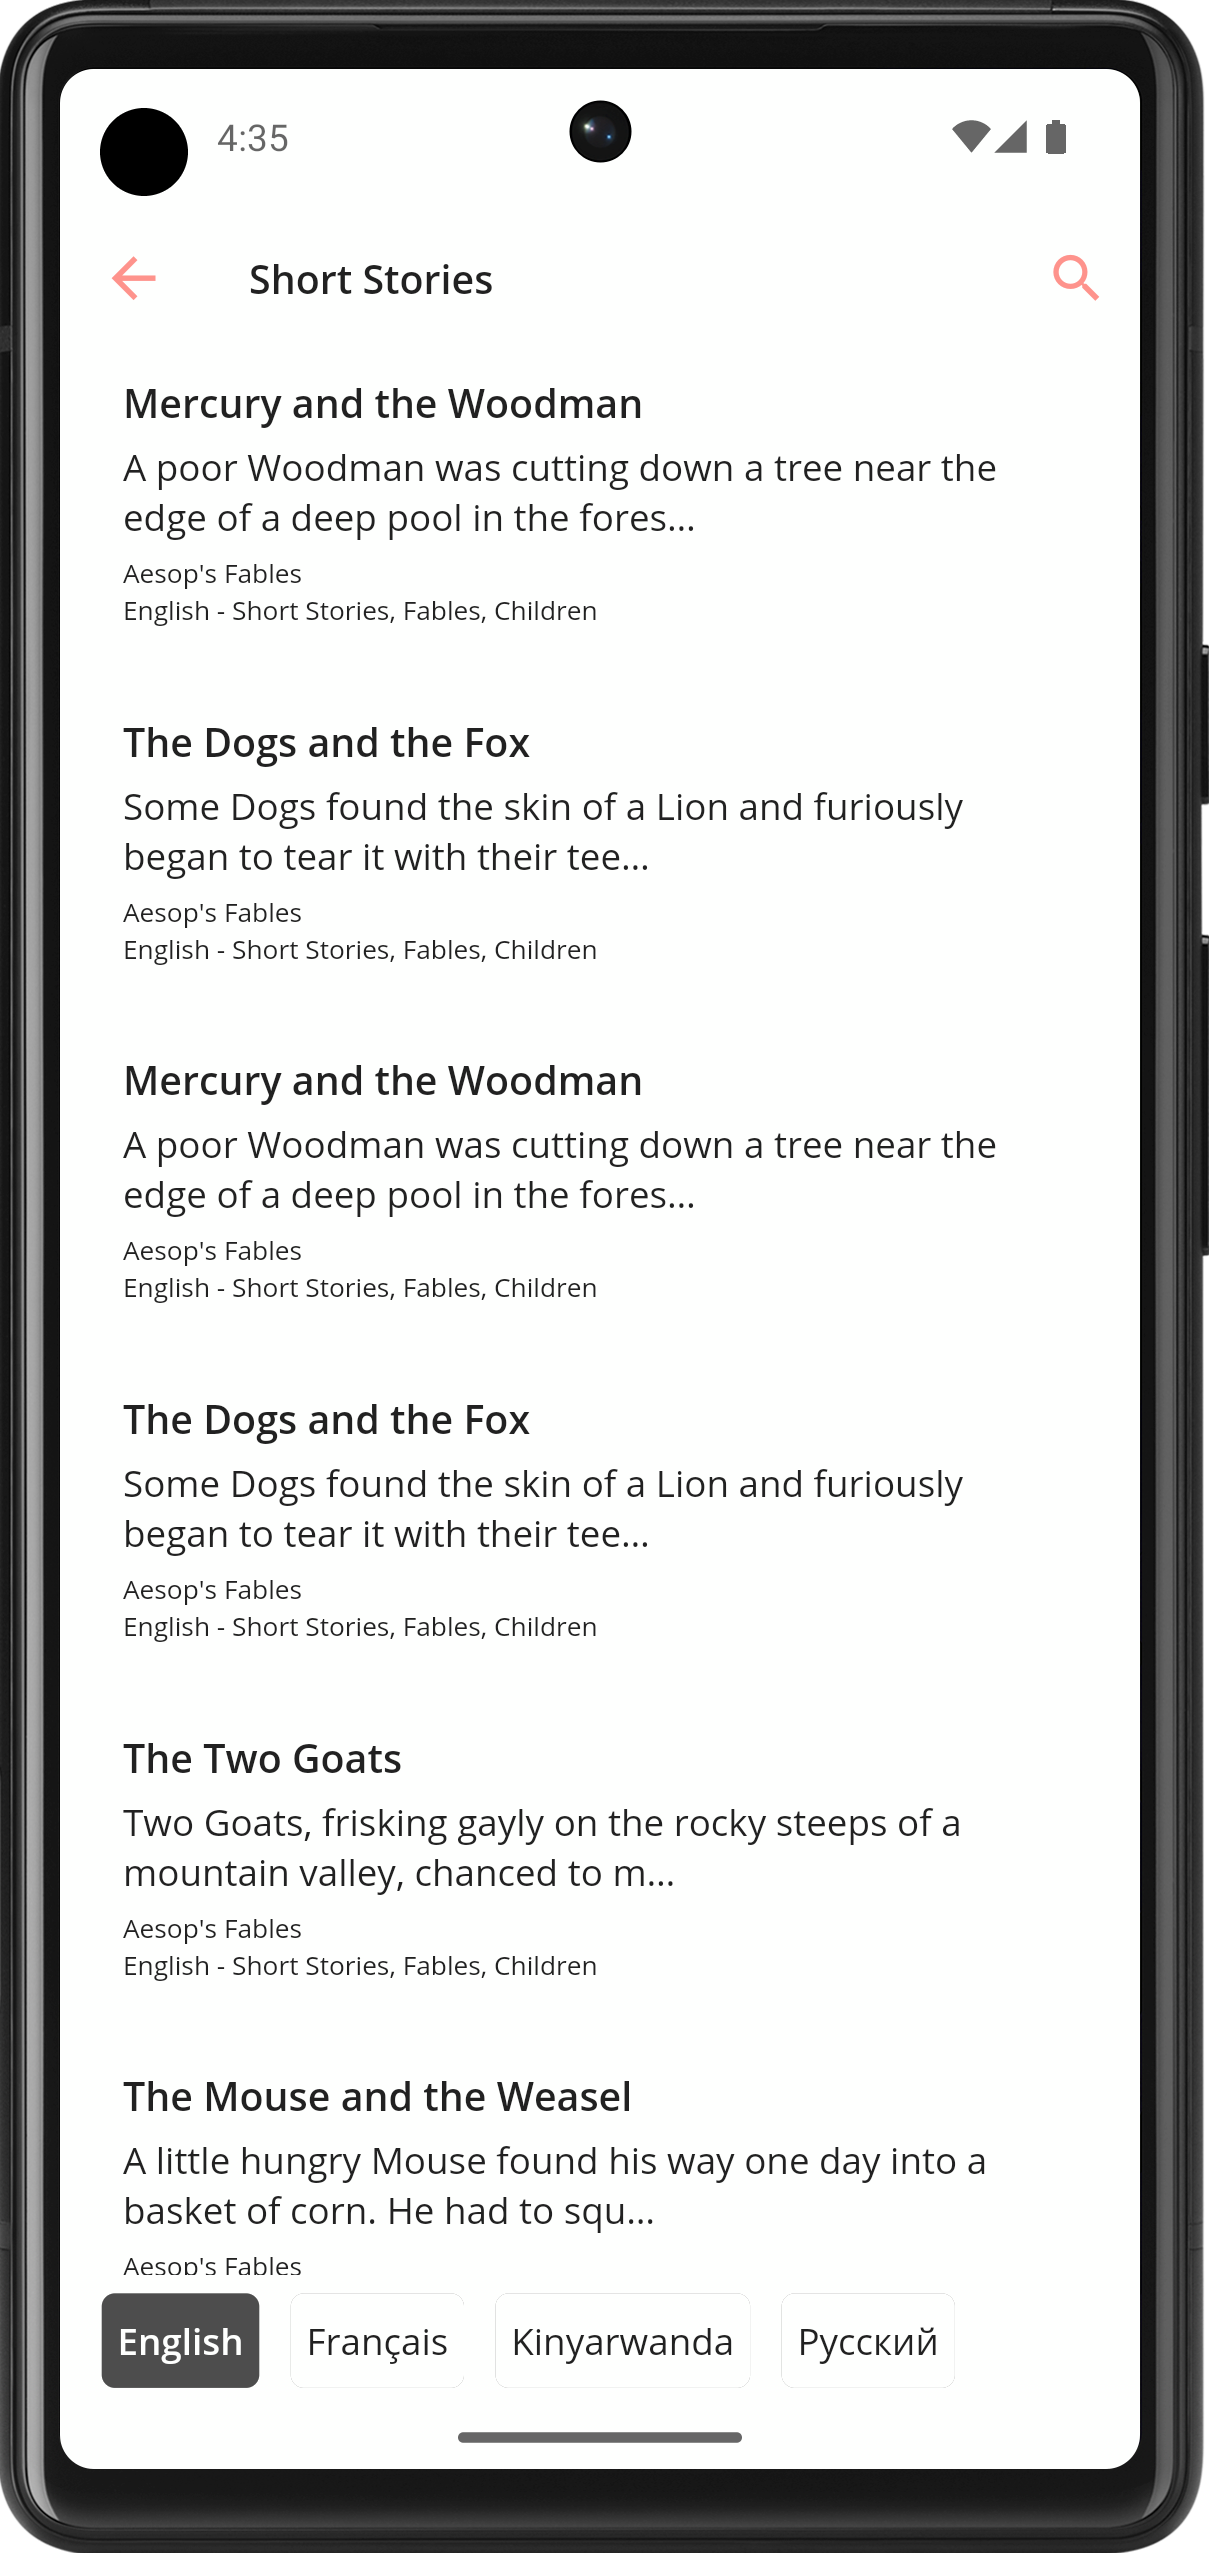 4:35
Short Stories
Mercury and the Woodman
A poor Woodman was cutting down a tree near the
edge of a deep pool in the fores...
Aesop's Fables
English - Short Stories, Fables, Children
The Dogs and the Fox
Some Dogs found the skin of a Lion and furiously
began to tear it with their tee...
Aesop's Fables
English - Short Stories, Fables, Children
Mercury and the Woodman
A poor Woodman was cutting down a tree near the
edge of a deep pool in the fores...
Aesop's Fables
English - Short Stories, Fables, Children
The Dogs and the Fox
Some Dogs found the skin of a Lion and furiously
began to tear it with their tee...
Aesop's Fables
English - Short Stories, Fables, Children
The Two Goats
Two Goats, frisking gayly on the rocky steeps of a
mountain valley, chanced to m...
Aesop's Fables
English - Short Stories, Fables, Children
The Mouse and the Weasel
A little hungry Mouse found his way one day into a
basket of corn. He had to squ...
Aesop's Fables
English Français Kinyarwanda Русский